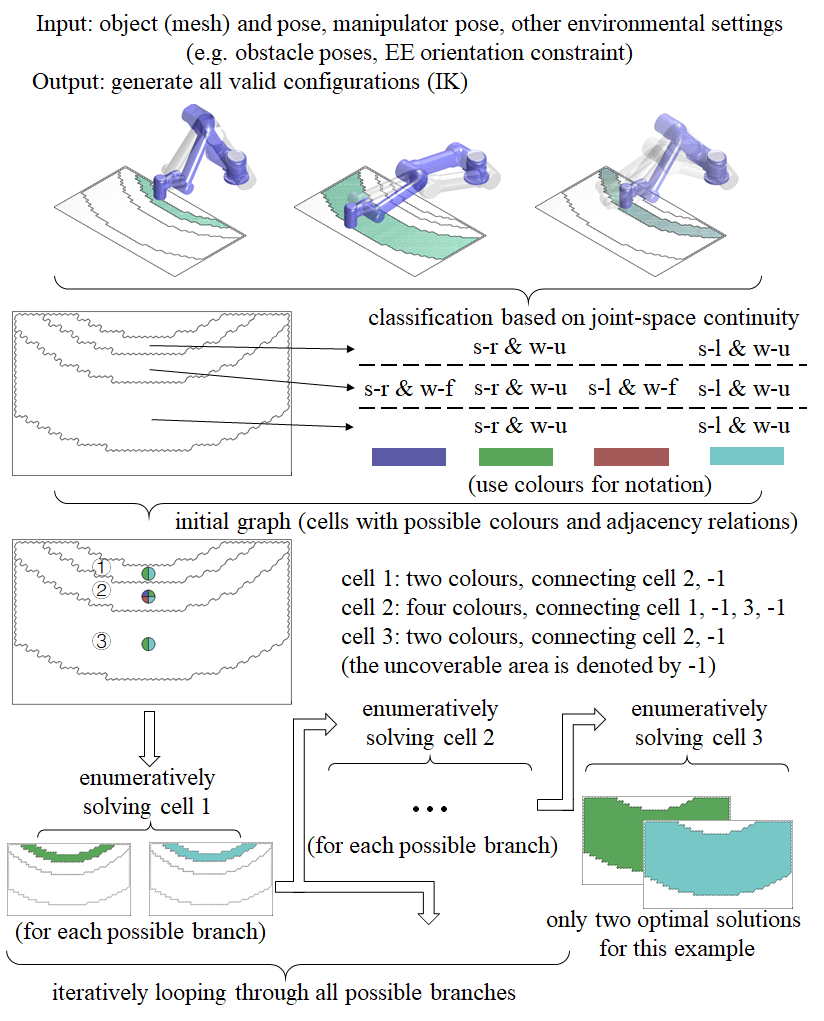 Input: object (mesh) and pose, manipulator pose, other environmental settings
(e.g. obstacle poses, EE orientation constraint)
Output: generate all valid configurations (IK)
classification based on joint-space continuity
s-r & w-u s-l & w-u
s-r & w-f s-r & w-u s-l & w-f s-l & w-u
s-r & w-u s-l & w-u
(use colours for notation)
initial graph (cells with possible colours and adjacency relations)
1
2
3
cell 1: two colours, connecting cell 2, -1
cell 2: four colours, connecting cell 1, -1, 3, -1
cell 3: two colours, connecting cell 2, -1
(the uncoverable area is denoted by -1)
enumeratively
solving cell 1
(for each possible branch)
enumeratively
solving cell 2
...
(for each possible branch)
enumeratively
solving cell 3
only two optimal solutions
for this example
iteratively looping through all possible branches